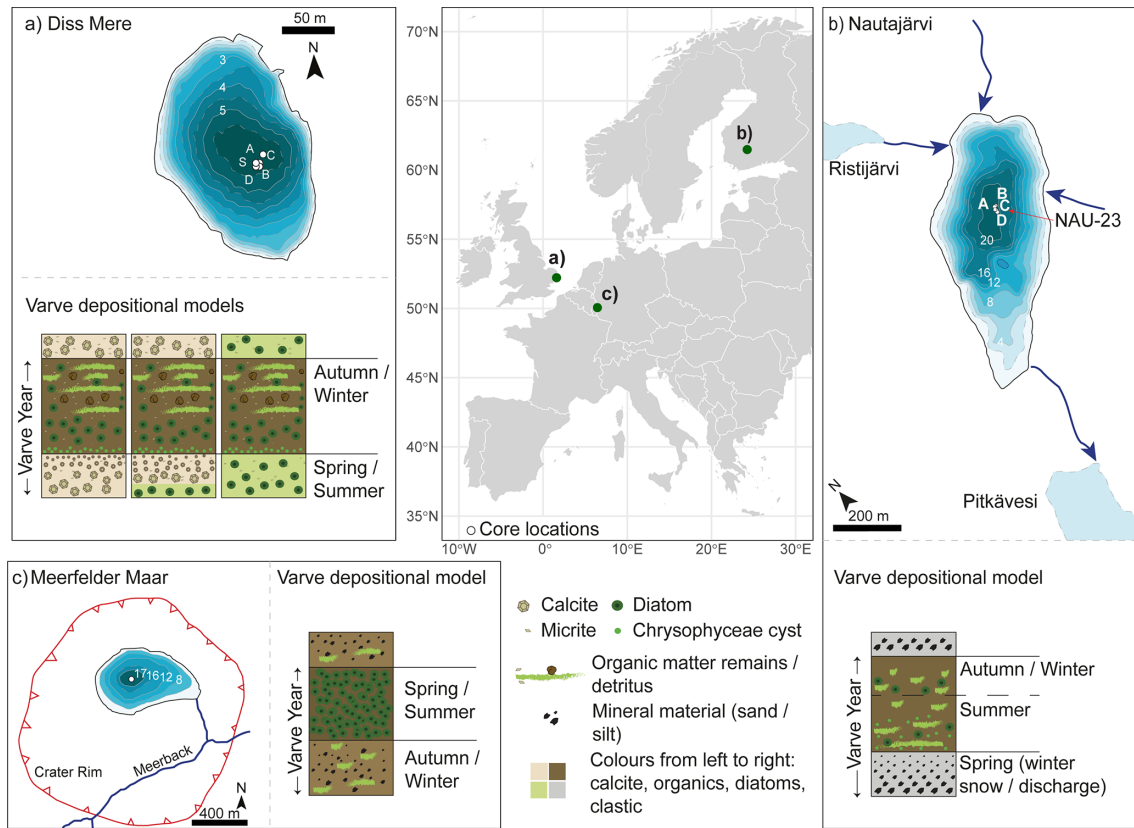 a) Diss Mere
50 m
N
3
4
5
A
C
S
B
D
Varve depositional models
← Varve Year →
Autumn /
Winter
Spring /
Summer
70°N
65°N
60°N
55°N
50°N
45°N
40°N
35°N
10°W
0°
10°E
20°E
30°E
a)
b)
c)
Core locations
b) Nautajärvi
Ristijärvi
B
A
C
D
NAU-23
20
16
12
8
4
N
200 m
Pitkävesi
Varve depositional model
← Varve Year →
Autumn / Winter
Summer
Spring (winter
snow / discharge)
c) Meerfelder Maar
17 16 12 8
Crater Rim
Meerback
N
400 m
Varve depositional model
← Varve Year →
Spring /
Summer
Autumn /
Winter
Calcite
Diatom
Micrite
Chrysophyceae cyst
Organic matter remains /
detritus
Mineral material (sand /
silt)
Colours from left to right:
calcite, organics, diatoms,
clastic